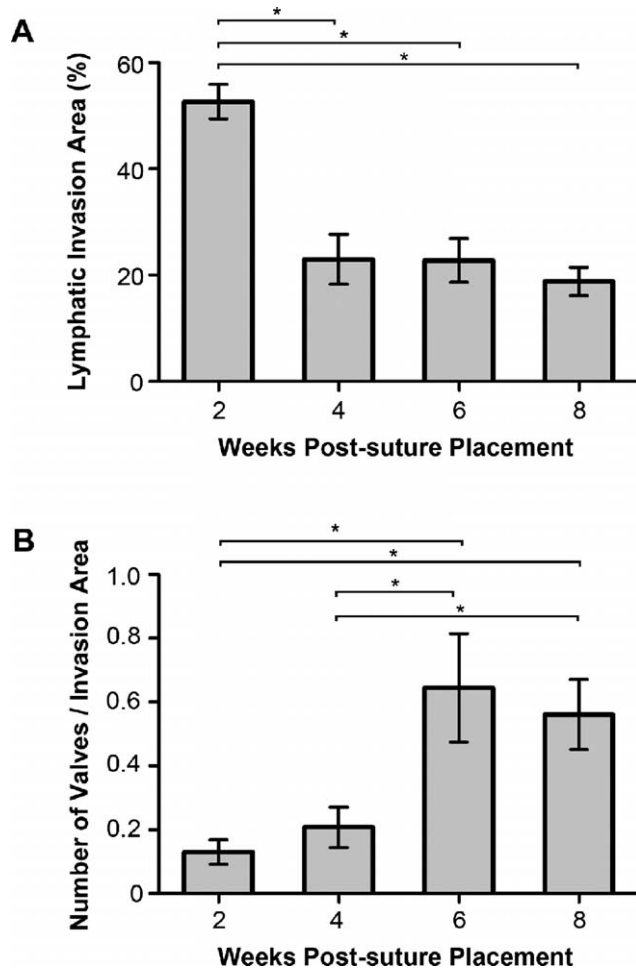 A
*
*
*
60
40
20
0
Lymphatic Invasion Area (%)
2 4 6 8
Weeks Post-suture Placement
B
*
*
*
*
1.0
0.8
0.6
0.4
0.2
0
Number of Valves / Invasion Area
2 4 6 8
Weeks Post-suture Placement